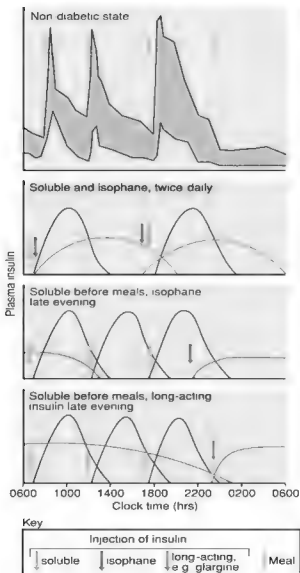 Non diabetic state
Soluble and isophane, twice daily
Soluble before meals, isophane
late evening
Soluble before meals, long-acting
insulin late evening
Plasma insulin
0600 1000 1400 1800 2200 0200 0600
Clock time (hrs)
Key
Injection of insulin
soluble isophane long-acting, Meal
e.g glargine